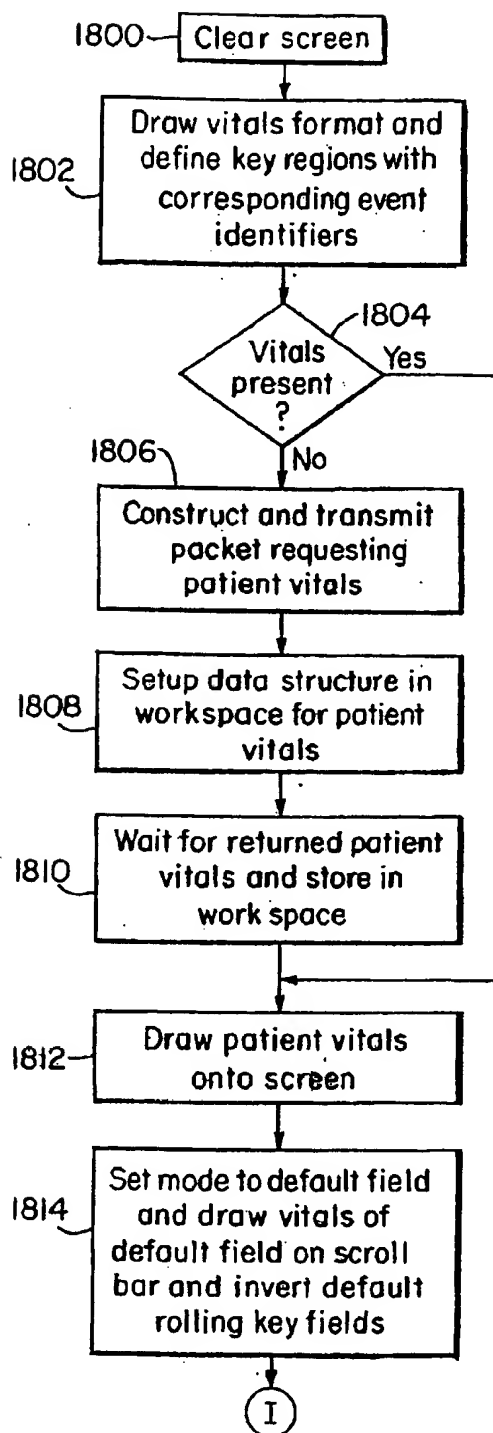 1800
Clear screen
1802
Draw vitals format and
define key regions with
corresponding event
identifiers
1804
Vitals
present
?
Yes
No
1806
Construct and transmit
packet requesting
patient vitals
1808
Setup data structure in
workspace for patient
vitals
1810
Wait for returned patient
vitals and store in
work space
1812
Draw patient vitals
onto screen
1814
Set mode to default field
and draw vitals of
default field on scroll
bar and invert default
rolling key fields
I